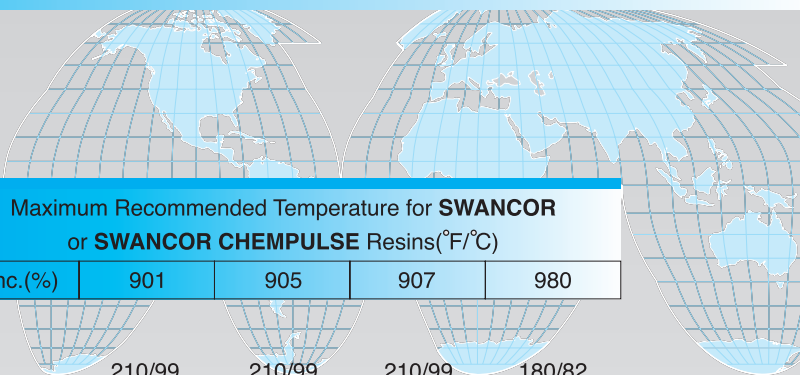 Maximum Recommended Temperature for SWANCOR
or SWANCOR CHEMPULSE Resins(°F/°C)
nc.(%) 901 905 907 980
210/99 210/99 210/99 180/82